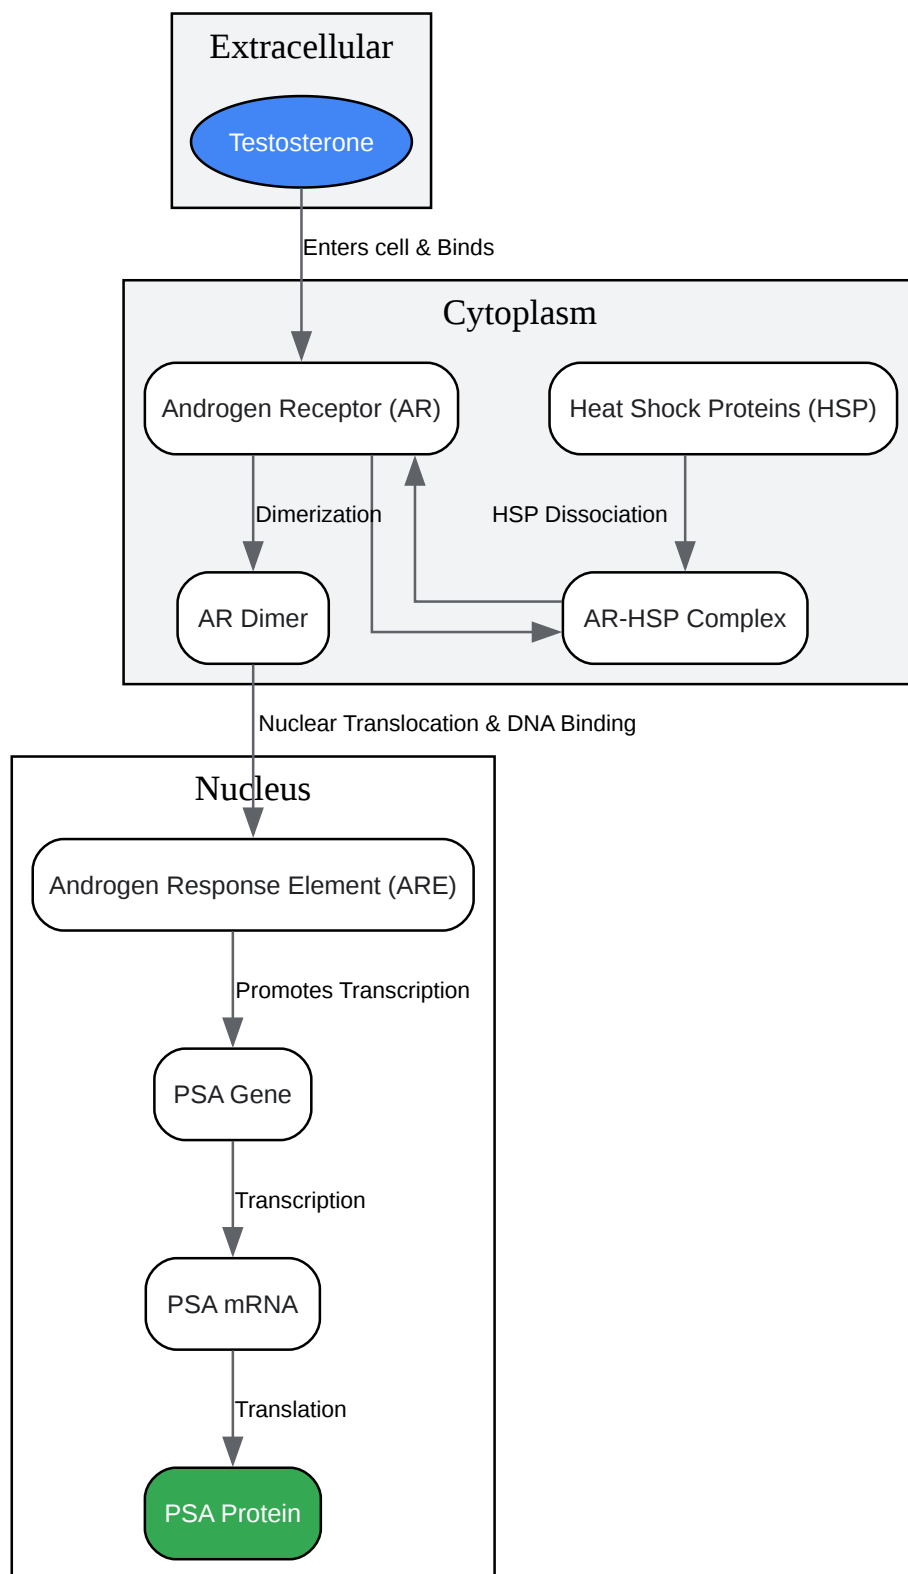 Extracellular
Testosterone
Enters cell & Binds
Cytoplasm
Androgen Receptor (AR)
Heat Shock Proteins (HSP)
Dimerization
HSP Dissociation
AR Dimer
AR-HSP Complex
Nuclear Translocation & DNA Binding
Nucleus
Androgen Response Element (ARE)
Promotes Transcription
PSA Gene
Transcription
PSA mRNA
Translation
PSA Protein